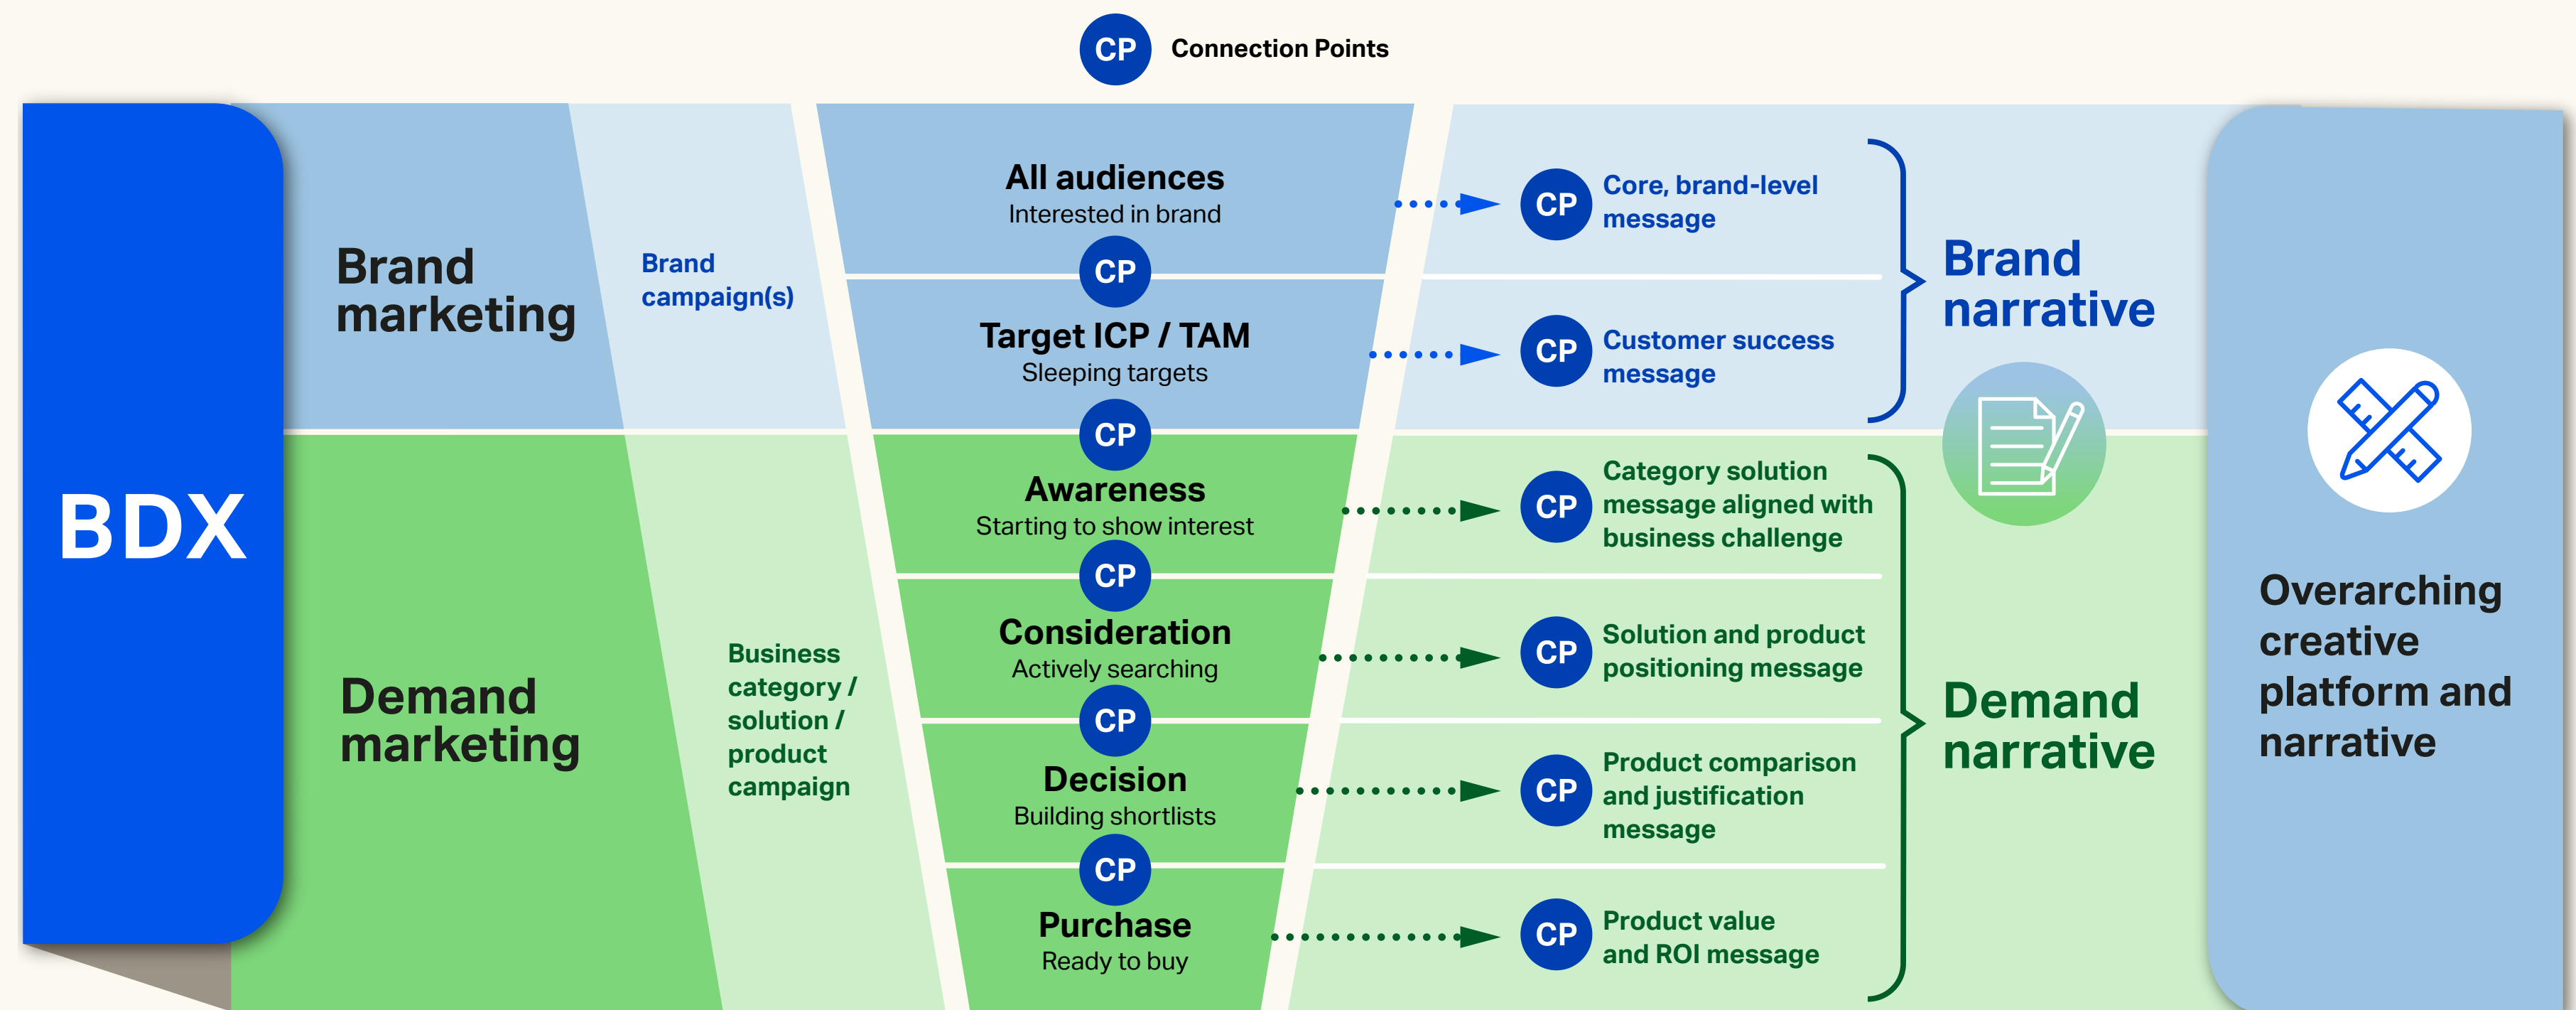 CP Connection Points
BDX
Brand
marketing
Brand
campaign(s)
All audiences
Interested in brand
CP
Target ICP / TAM
Sleeping targets
CP
CP
Core, brand-level
message
CP
Customer success
message
Brand
narrative
Demand
marketing
Business
category /
solution /
product
campaign
Awareness
Starting to show interest
CP
Consideration
Actively searching
CP
Decision
Building shortlists
CP
Purchase
Ready to buy
CP
Category solution
message aligned with
business challenge
CP
Solution and product
positioning message
CP
Product comparison
and justification
message
CP
Product value
and ROI message
Demand
narrative
Overarching
creative
platform and
narrative